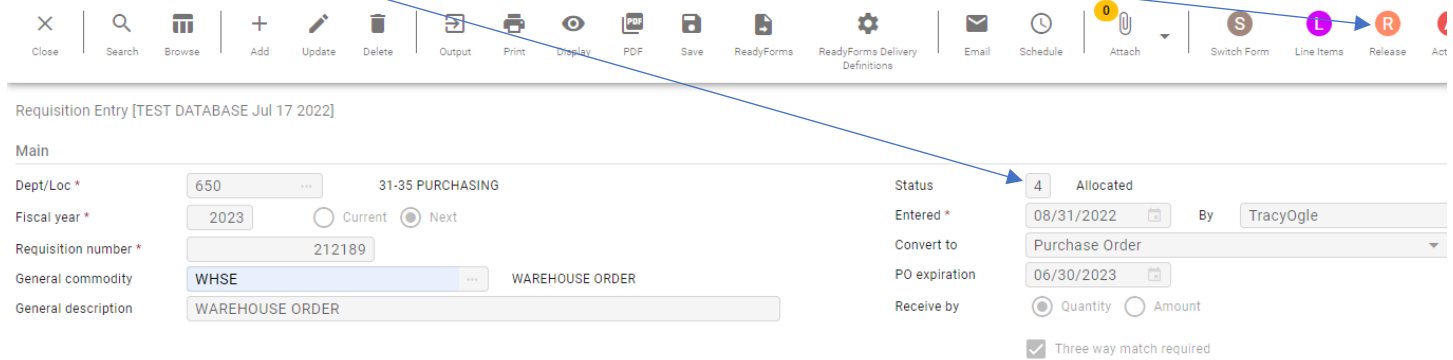 0
Close Search Browse Add Update Delete Output Print Display PDF Save ReadyForms ReadyForms Delivery Definitions Email Schedule Attach Switch Form Line Items Release
PDF S L R
Requisition Entry [TEST DATABASE Jul 17 2022]
Main
Dept/Loc * 650 ... 31-35 PURCHASING Status 4 Allocated
Fiscal year * 2023 Current Next Entered * 08/31/2022 By TracyOgle
Requisition number * 212189 Convert to Purchase Order
General commodity WHSE ... WAREHOUSE ORDER PO expiration 06/30/2023
General description WAREHOUSE ORDER Receive by Quantity Amount
Three way match required